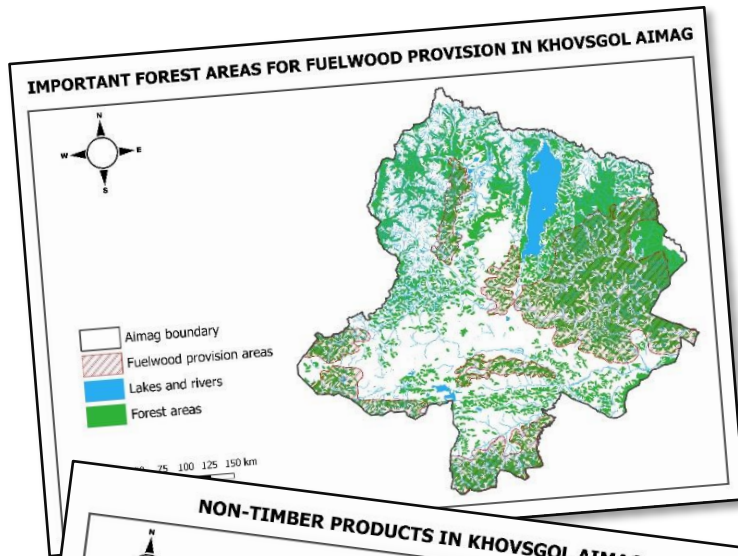 IMPORTANT FOREST AREAS FOR FUELWOOD PROVISION IN KHOVSGOL AIMAG
N
W E
S
Aimag boundary
Fuelwood provision areas
Lakes and rivers
Forest areas
75 100 125 150 km
NON-TIMBER PRODUCTS IN KHOVSGOL
N